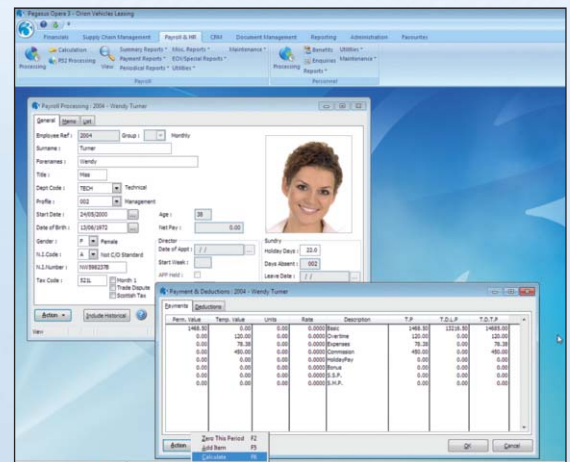 Pegasus Opera 3 - Orion Vehicles Leasing
Financials Supply Chain Management Payroll & HR CRM Document Management Reporting Administration Favourites
Processing
Calculation
P32 Processing
View
Summary Reports Misc. Reports Maintenance
Payment Reports EOY/Special Reports
Periodical Reports Utilities
Payroll
Processing
Benefits Utilities
Enquiries Maintenance
Reports
Personnel
Payroll Processing : 2004 - Wendy Turner
General Items List
Employee Ref : 2004 Group : Monthly
Surname : Turner
Forenames : Wendy
Title : Miss
Dept Code : TECH Technical
Profile : 002 Management
Start Date : 24/05/2000 Age : 38
Date of Birth : 13/06/1972 Net Pay : 0.00
Gender : F Female Director Sundry
Date of Appt : / / Holiday Days 22.0
N.I.Code : A Not C/O Standard Start Week : Days Absent : 002
N.I.Number : APP Held : Leave Date : / /
Tax Code : 521L Month 1
Trade Dispute
Scottish Tax
Action Include Historical
View
Payment & Deductions : 2004 - Wendy Turner
Payments Deductions
Perm. Value Temp. Value Units Rate Description T.P T.D.L.P T.D.T.P
1468.50 0.00 0.00 0.0000 Basic 1468.50 13216.50 14685.00
0.00 120.00 0.00 0.0000 Overtime 120.00 0.00 120.00
0.00 78.38 0.00 0.0000 Expenses 78.38 0.00 78.38
0.00 450.00 0.00 0.0000 Commission 450.00 0.00 450.00
0.00 0.00 0.00 0.0000 HolidayPay 0.00 0.00 0.00
0.00 0.00 0.00 0.0000 Bonus 0.00 0.00 0.00
0.00 0.00 0.00 0.0000 S.S.P. 0.00 0.00 0.00
0.00 0.00 0.00 0.0000 S.M.P. 0.00 0.00 0.00
Action OK Cancel
Zero This Period F2
Add Item F5
Calculate F6